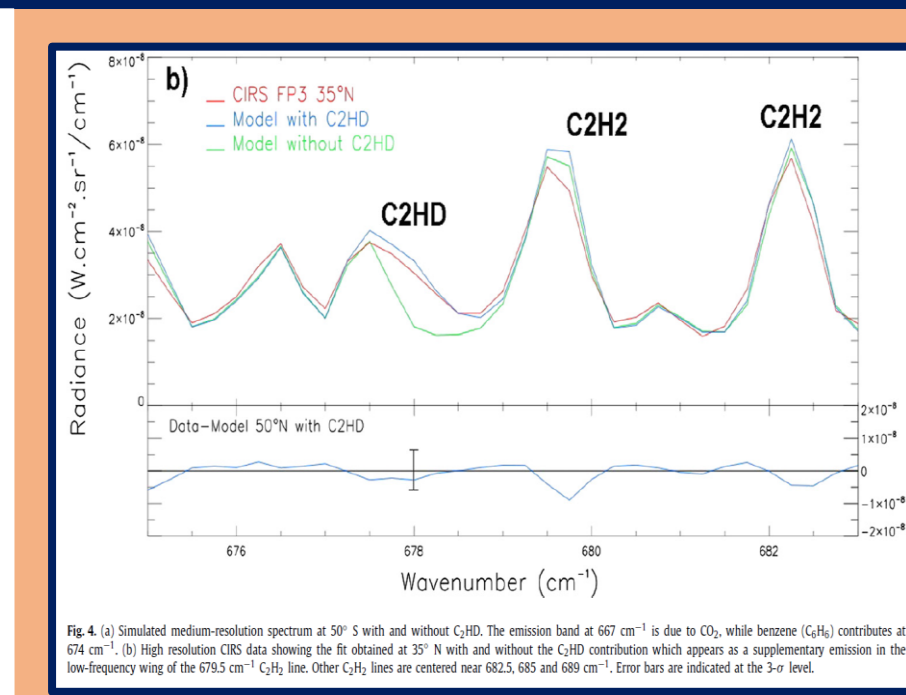 b)
CIRS FP3 35°N
Model with C2HD
Model without C2HD
C2HD
C2H2
C2H2
Radiance (W.cm⁻².sr⁻¹/cm⁻¹)
8×10⁻⁸
6×10⁻⁸
4×10⁻⁸
2×10⁻⁸
0
Data-Model 50°N with C2HD
2×10⁻⁸
1×10⁻⁸
0
-1×10⁻⁸
-2×10⁻⁸
676 678 680 682
Wavenumber (cm⁻¹)
Fig. 4. (a) Simulated medium-resolution spectrum at 50° S with and without C₂HD. The emission band at 667 cm⁻¹ is due to CO₂, while benzene (C₆H₆) contributes at
674 cm⁻¹. (b) High resolution CIRS data showing the fit obtained at 35° N with and without the C₂HD contribution which appears as a supplementary emission in the
low-frequency wing of the 679.5 cm⁻¹ C₂H₂ line. Other C₂H₂ lines are centered near 682.5, 685 and 689 cm⁻¹. Error bars are indicated at the 3-σ level.